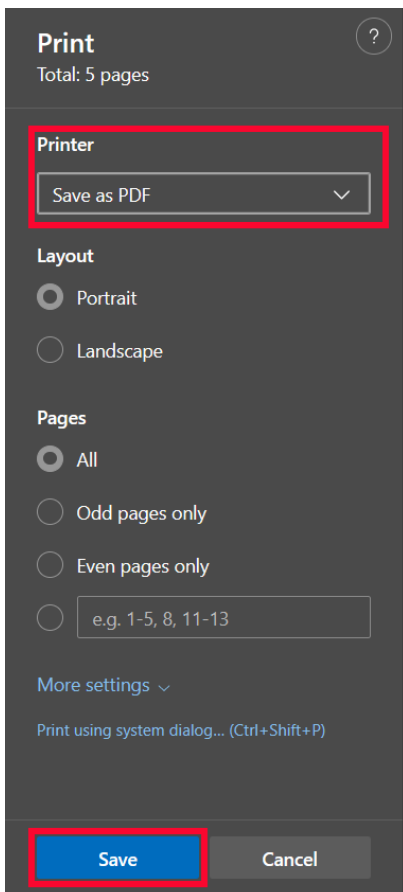 Print
?
Total: 5 pages
Printer
Save as PDF
Layout
Portrait
Landscape
Pages
All
Odd pages only
Even pages only
e.g. 1-5, 8, 11-13
More settings
Print using system dialog... (Ctrl+Shift+P)
Save Cancel